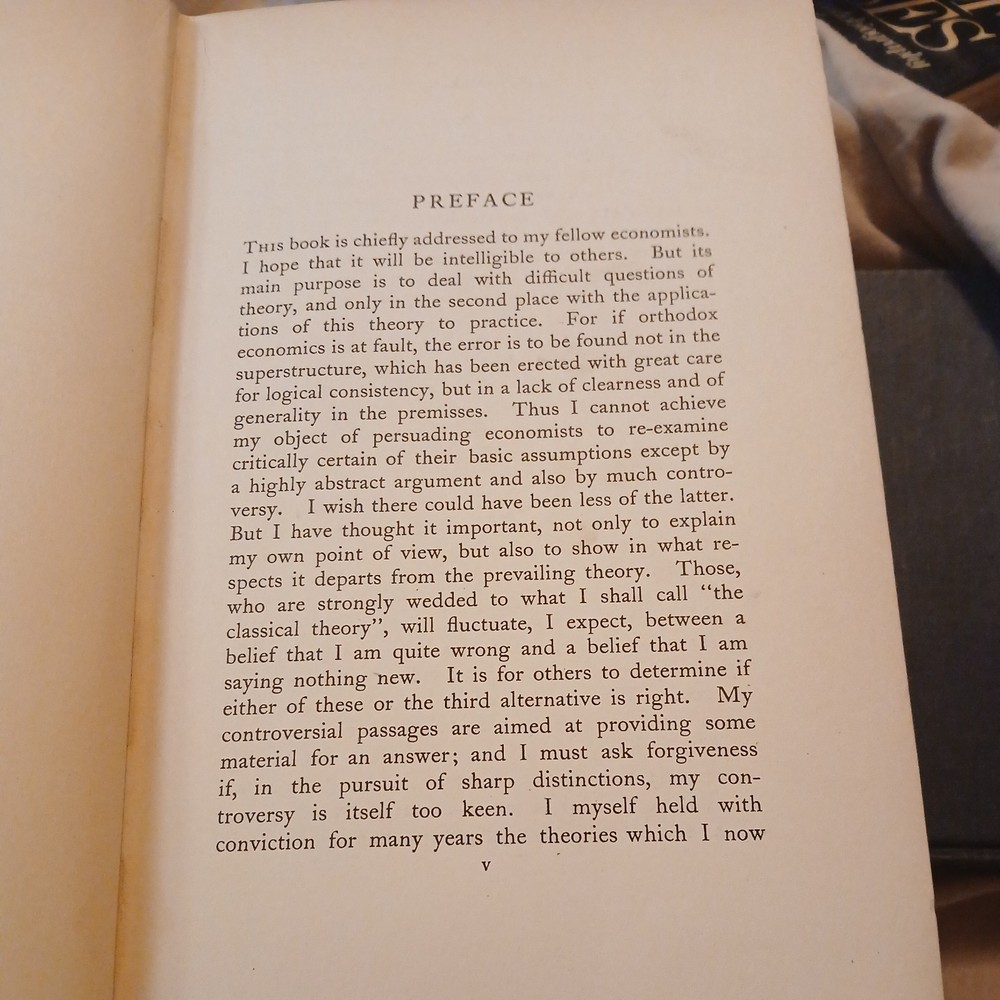 ES
PREFACE
THIS book is chiefly addressed to my fellow economists.
I hope that it will be intelligible to others. But its
main purpose is to deal with difficult questions of
theory, and only in the second place with the applica-
tions of this theory to practice. For if orthodox
economics is at fault, the error is to be found not in the
superstructure, which has been erected with great care
for logical consistency, but in a lack of clearness and of
generality in the premisses. Thus I cannot achieve
my object of persuading economists to re-examine
critically certain of their basic assumptions except by
a highly abstract argument and also by much contro-
versy. I wish there could have been less of the latter.
But I have thought it important, not only to explain
my own point of view, but also to show in what re-
spects it departs from the prevailing theory. Those,
who are strongly wedded to what I shall call “the
classical theory”, will fluctuate, I expect, between a
belief that I am quite wrong and a belief that I am
saying nothing new. It is for others to determine if
either of these or the third alternative is right. My
controversial passages are aimed at providing some
material for an answer; and I must ask forgiveness
if, in the pursuit of sharp distinctions, my con-
troversy is itself too keen. I myself held with
conviction for many years the theories which I now
v